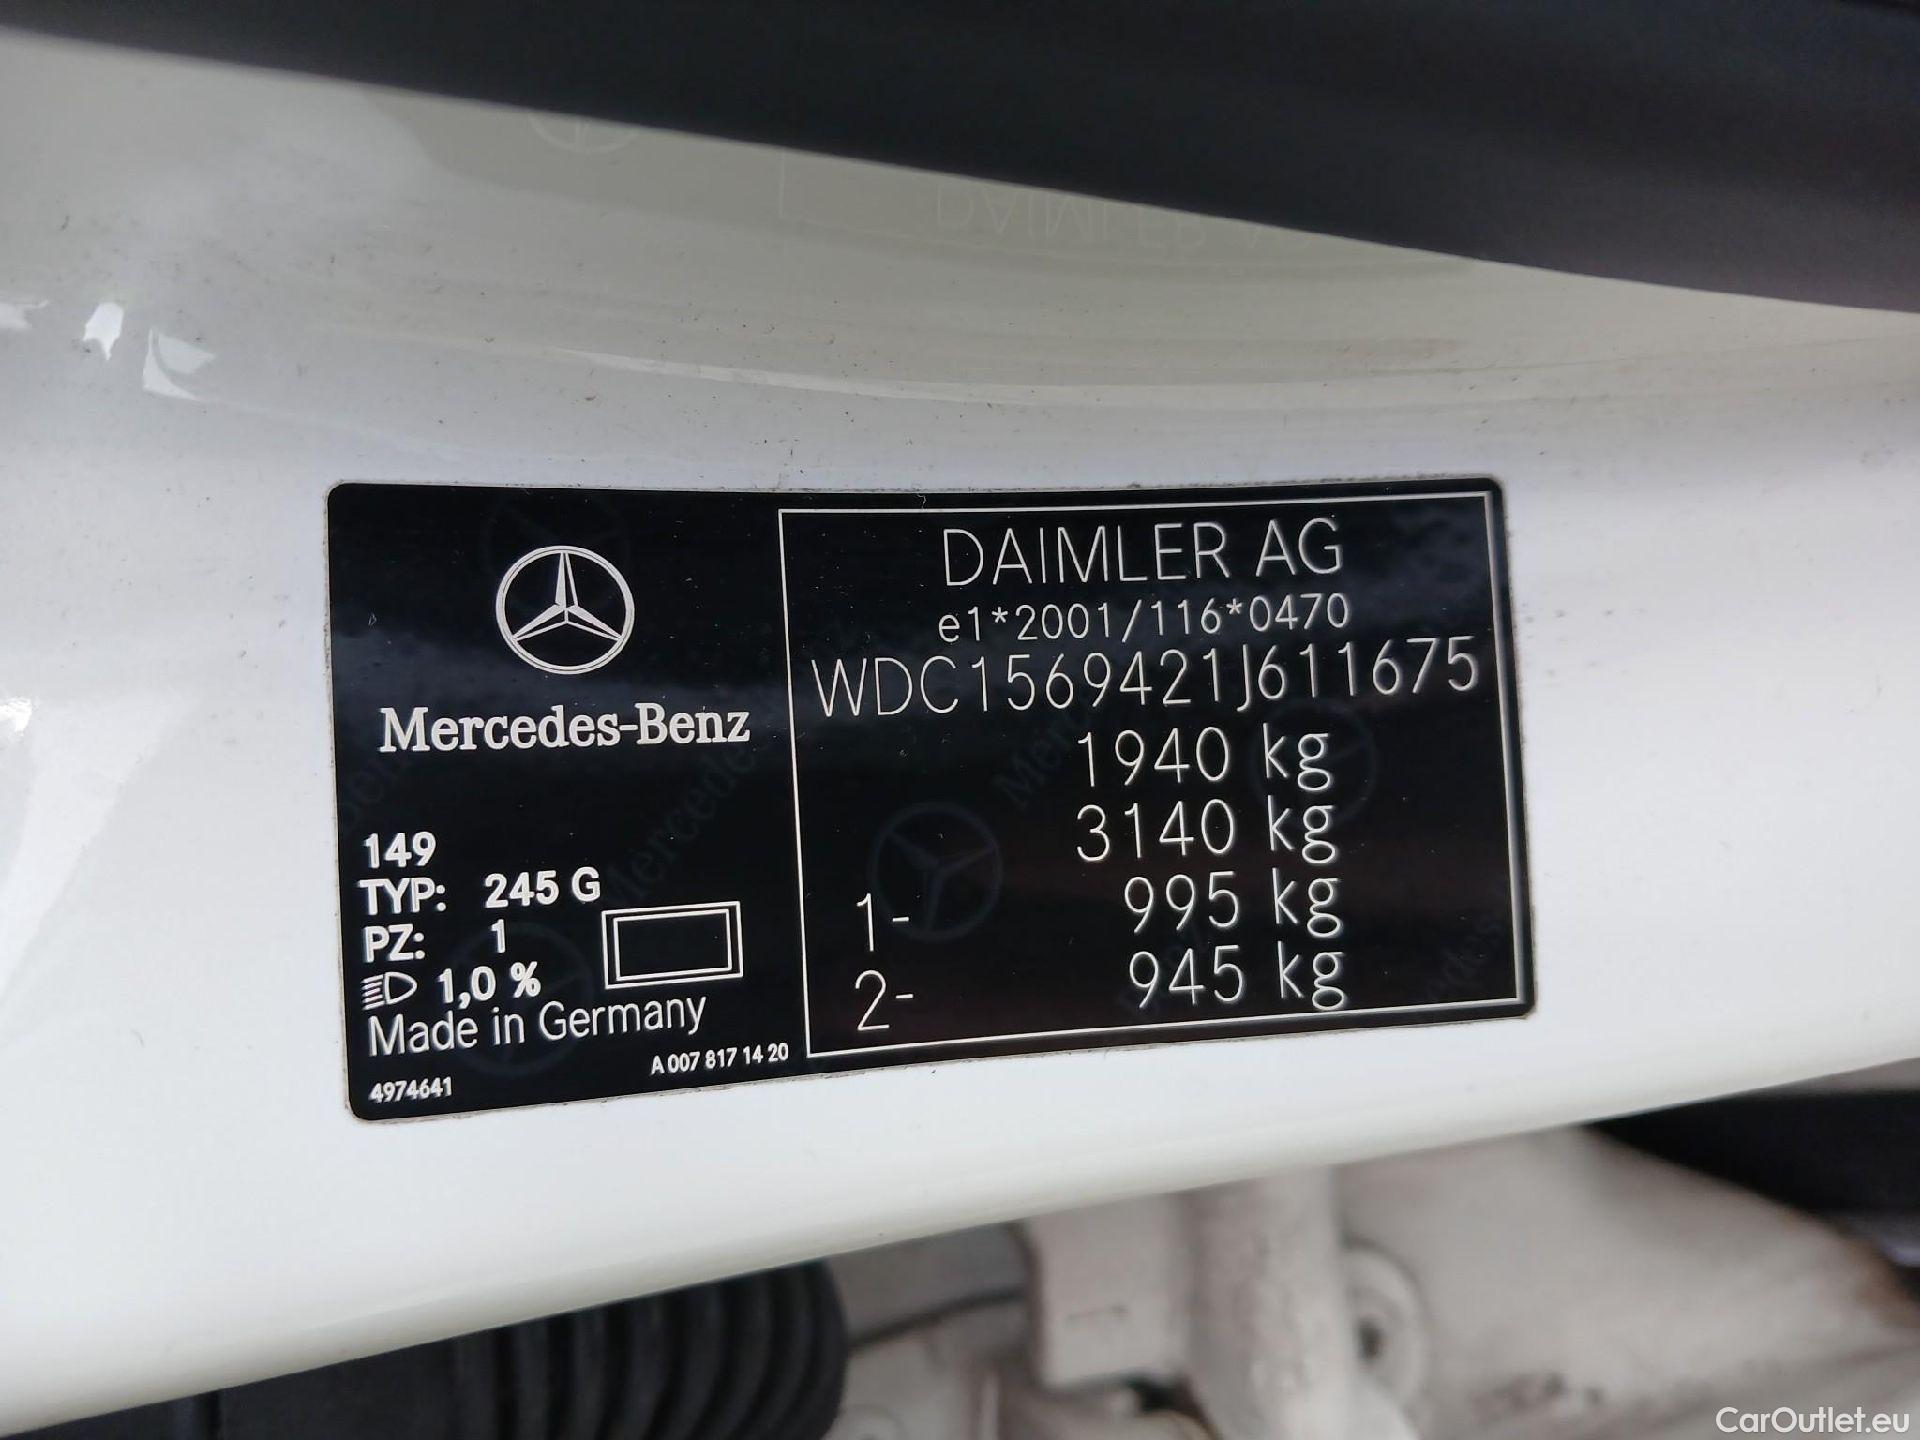 DAIMLER AG
e1*2001/116*0470
WDC1569421J611675
1940 kg
3140 kg
1- 995 kg
2- 945 kg
Mercedes-Benz
149
TYP: 245 G
PZ: 1
1,0 %
Made in Germany
A 007 817 14 20
4974641
CarOutlet.eu